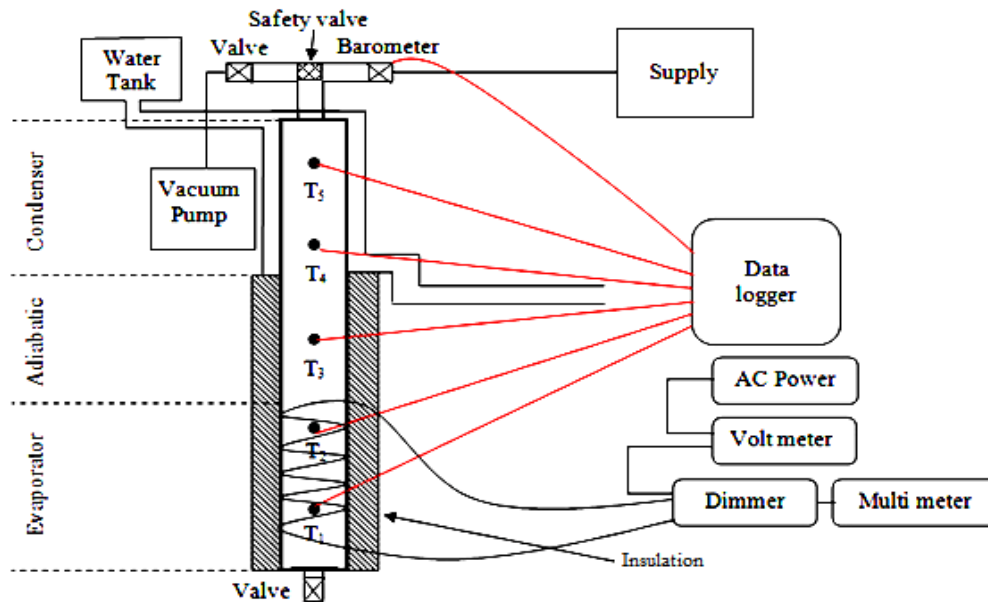 Safety valve
Valve
Barometer
Water
Tank
Supply
Condenser
Vacuum
Pump
T5
T4
Data
logger
Adiabatic
T3
AC Power
Volt meter
Evaporator
T2
Dimmer
Multi meter
T1
Insulation
Valve